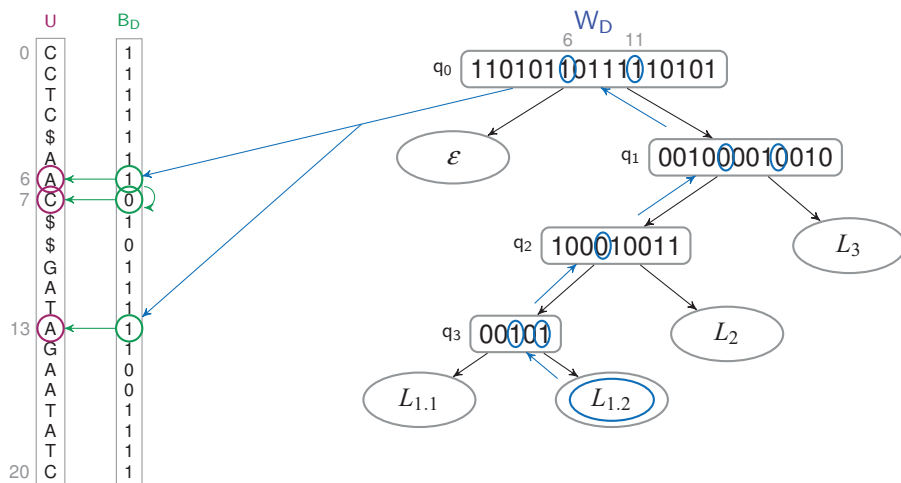 U B_D W_D
6 11
0 C 1
q0 11010110111110101
C 1
T 1
C 1
$ 1
A 1
ε q1 001000010010
6 A 1
7 C 0
$ 1
$ 0
q2 100010011 L3
G 1
A 1
T 1
13 A 1
q3 00101 L2
G 1
A 0
A 0
L1.1 L1.2
T 1
A 1
T 1
20 C 1